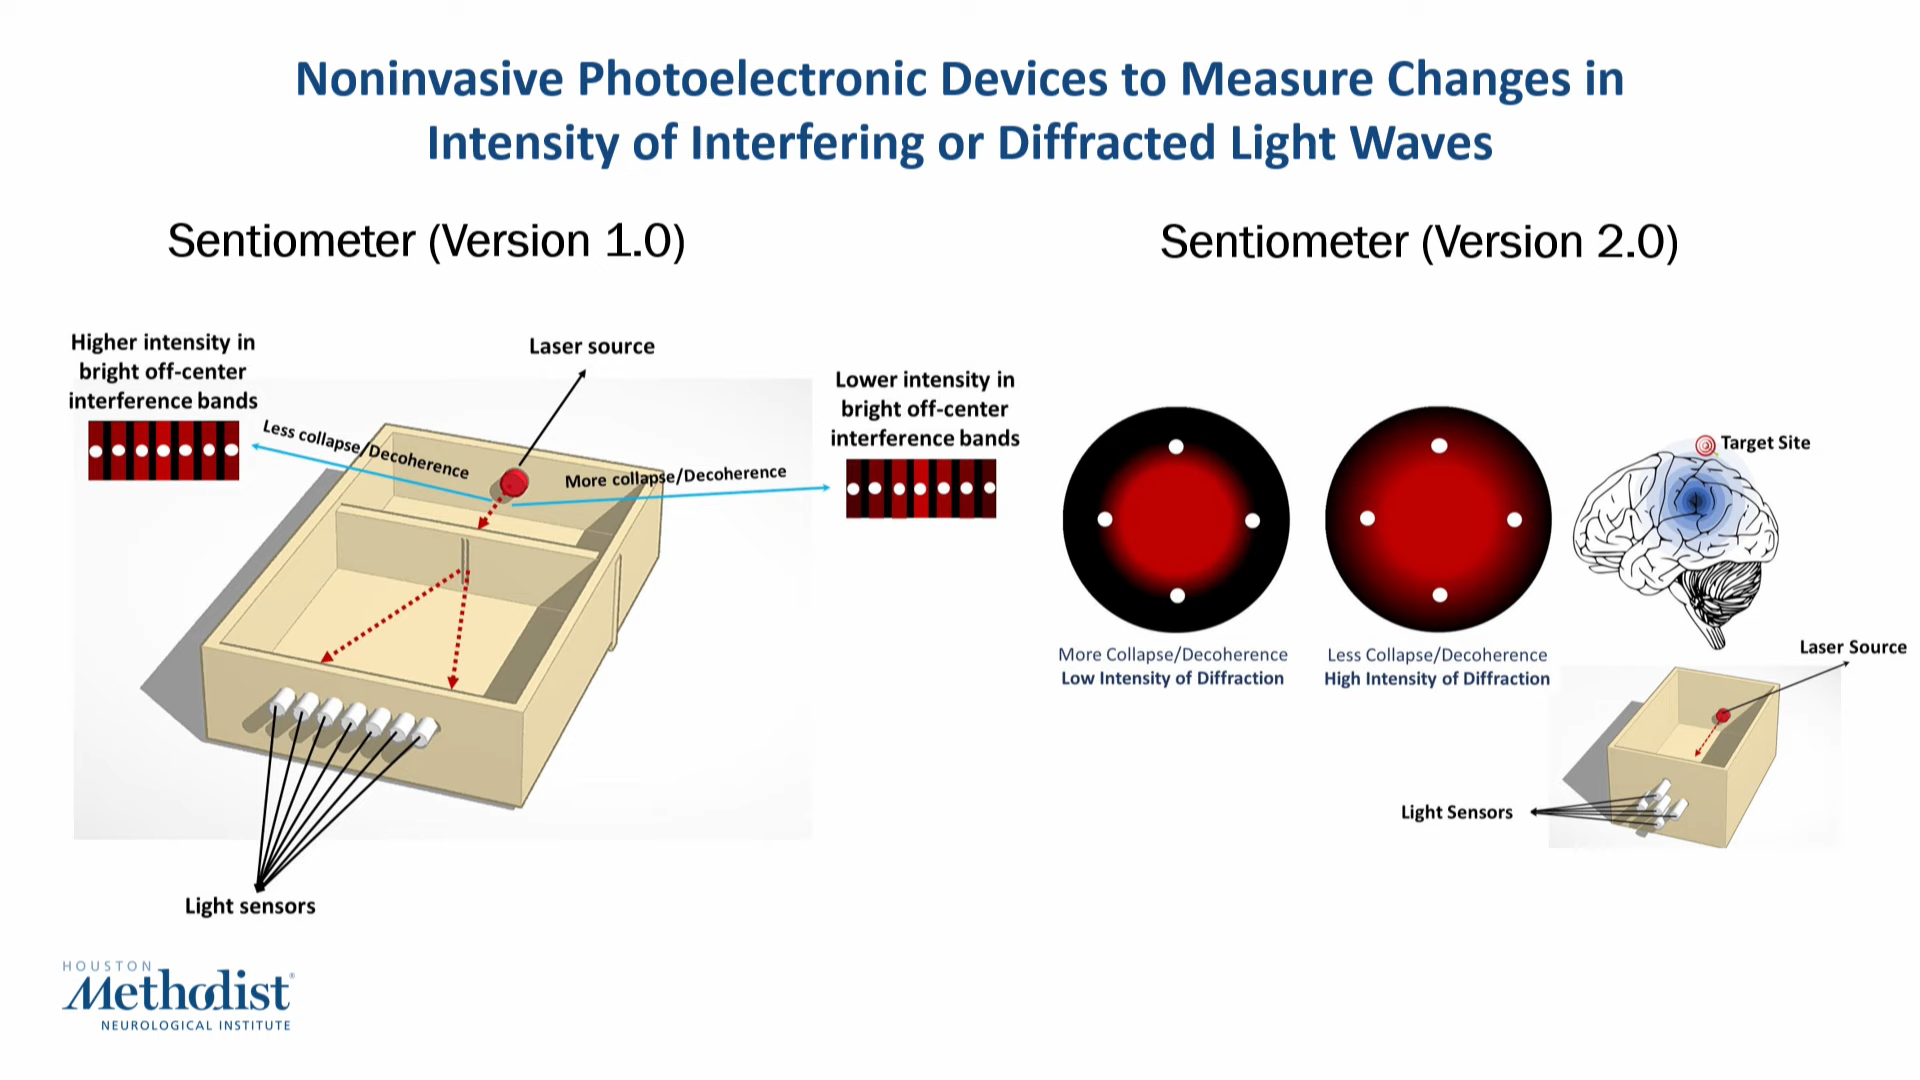 Noninvasive Photoelectronic Devices to Measure Changes in
Intensity of Interfering or Diffracted Light Waves
Sentiometer (Version 1.0)
Higher intensity in
bright off-center
interference bands
Laser source
Less collapse/Decoherence
More collapse/Decoherence
Lower intensity in
bright off-center
interference bands
Light sensors
Sentiometer (Version 2.0)
Target Site
More Collapse/Decoherence
Low Intensity of Diffraction
Less Collapse/Decoherence
High Intensity of Diffraction
Laser Source
Light Sensors
HOUSTON
Methodist®
NEUROLOGICAL INSTITUTE